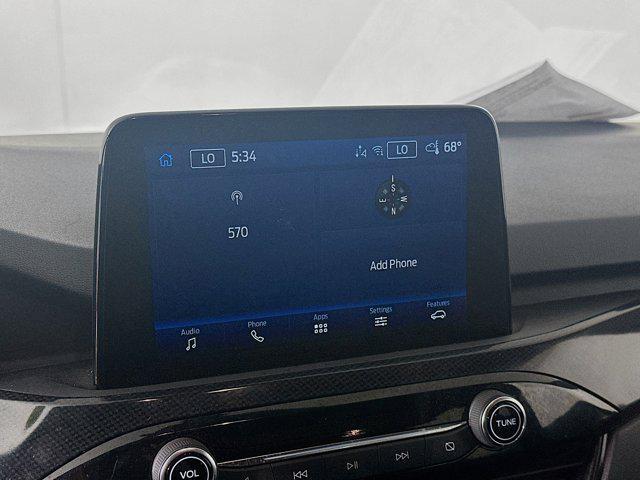 LO 5:34 LO 68°
570
S
E W
N
Add Phone
Audio Phone Apps Settings Features
VOL
TUNE